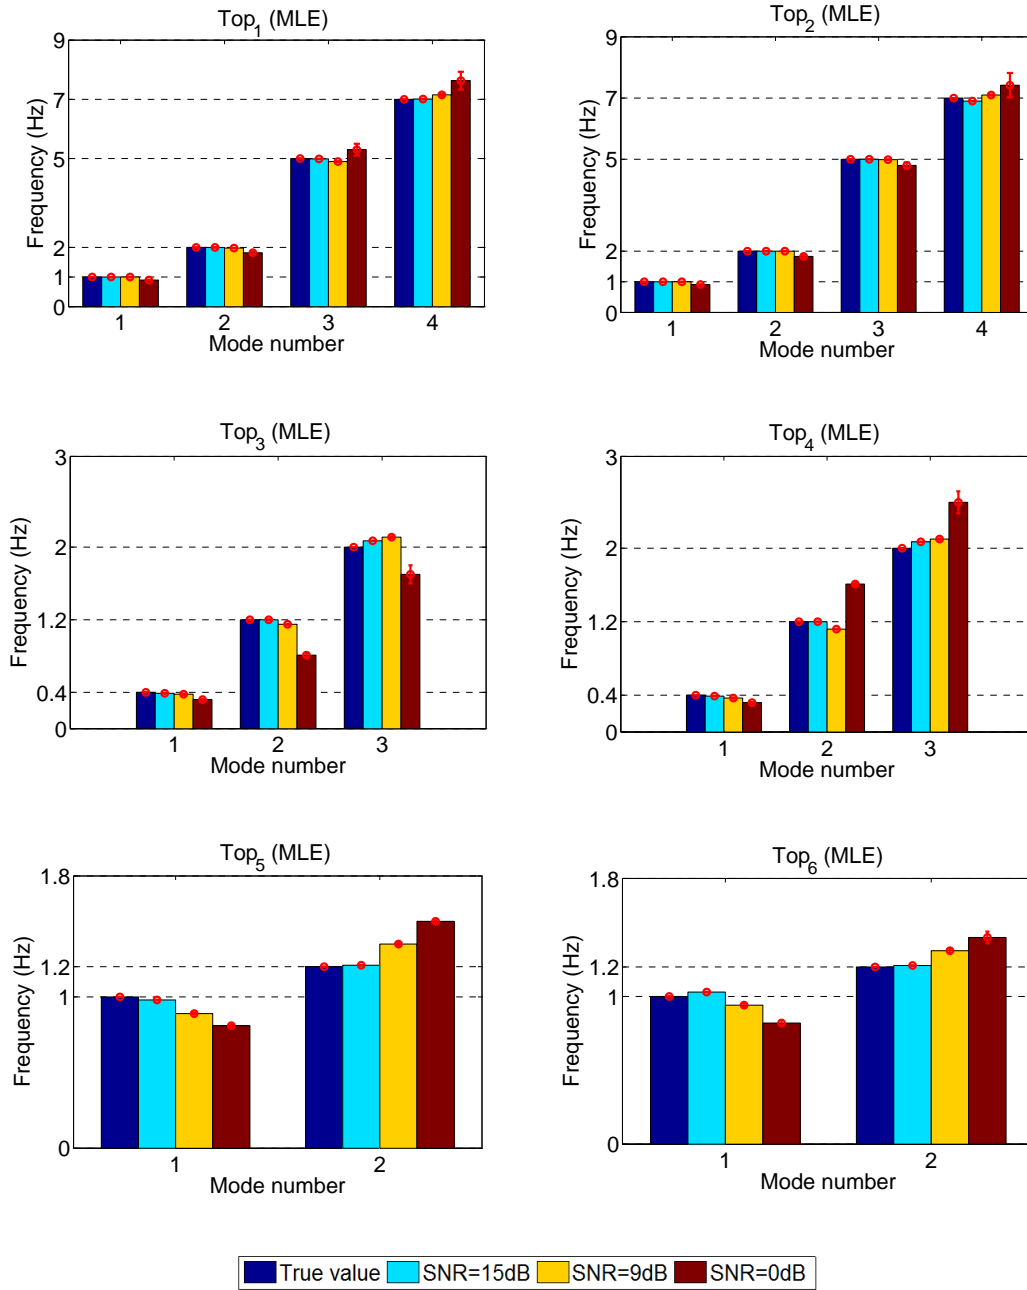 Top1 (MLE)
Frequency (Hz)
9
7
5
2
1
0
1 2 3 4
Mode number
Top2 (MLE)
Frequency (Hz)
9
7
5
2
1
0
1 2 3 4
Mode number
Top3 (MLE)
Frequency (Hz)
3
2
1.2
0.4
0
1 2 3
Mode number
Top4 (MLE)
Frequency (Hz)
3
2
1.2
0.4
0
1 2 3
Mode number
Top5 (MLE)
Frequency (Hz)
1.8
1.2
1
0
1 2
Mode number
Top6 (MLE)
Frequency (Hz)
1.8
1.2
1
0
1 2
Mode number
True value SNR=15dB SNR=9dB SNR=0dB